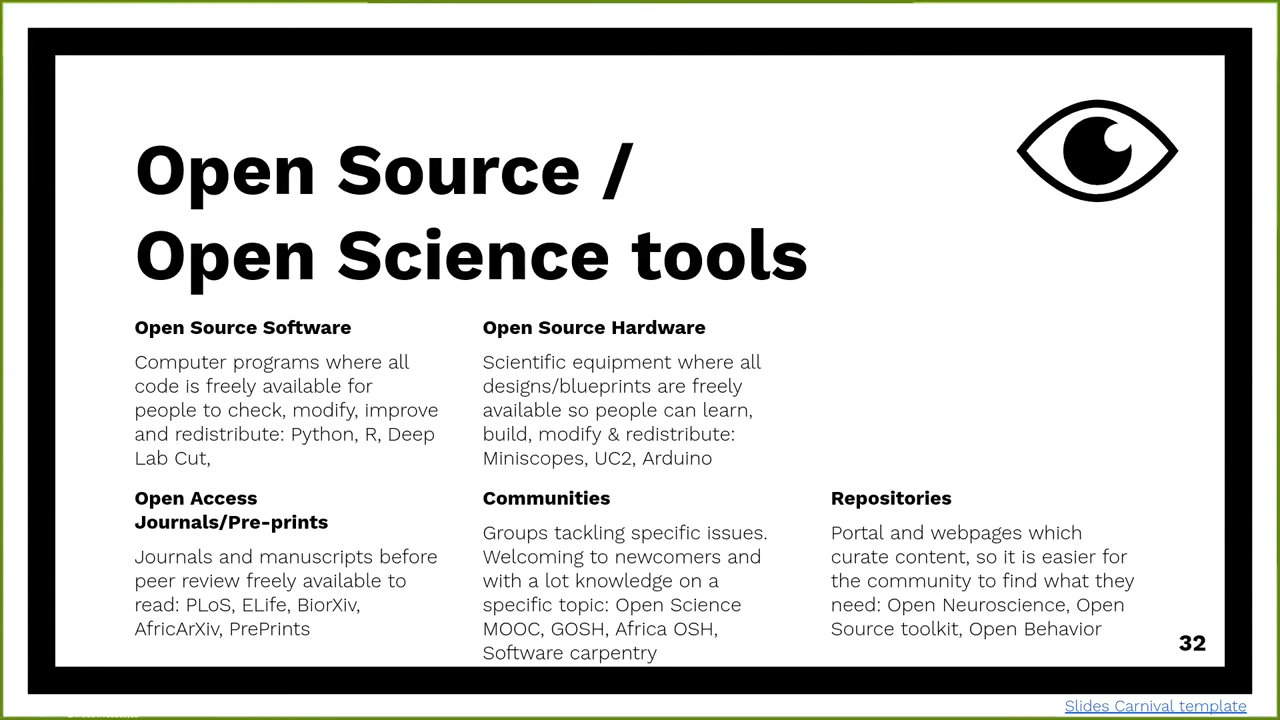 Open Source /
Open Science tools
Open Source Software
Computer programs where all
code is freely available for
people to check, modify, improve
and redistribute: Python, R, Deep
Lab Cut,
Open Source Hardware
Scientific equipment where all
designs/blueprints are freely
available so people can learn,
build, modify & redistribute:
Miniscopes, UC2, Arduino
Open Access
Journals/Pre-prints
Journals and manuscripts before
peer review freely available to
read: PLoS, ELife, BiorXiv,
AfricArXiv, PrePrints
Communities
Groups tackling specific issues.
Welcoming to newcomers and
with a lot knowledge on a
specific topic: Open Science
MOOC, GOSH, Africa OSH,
Software carpentry
Repositories
Portal and webpages which
curate content, so it is easier for
the community to find what they
need: Open Neuroscience, Open
Source toolkit, Open Behavior
32
Slides Carnival template